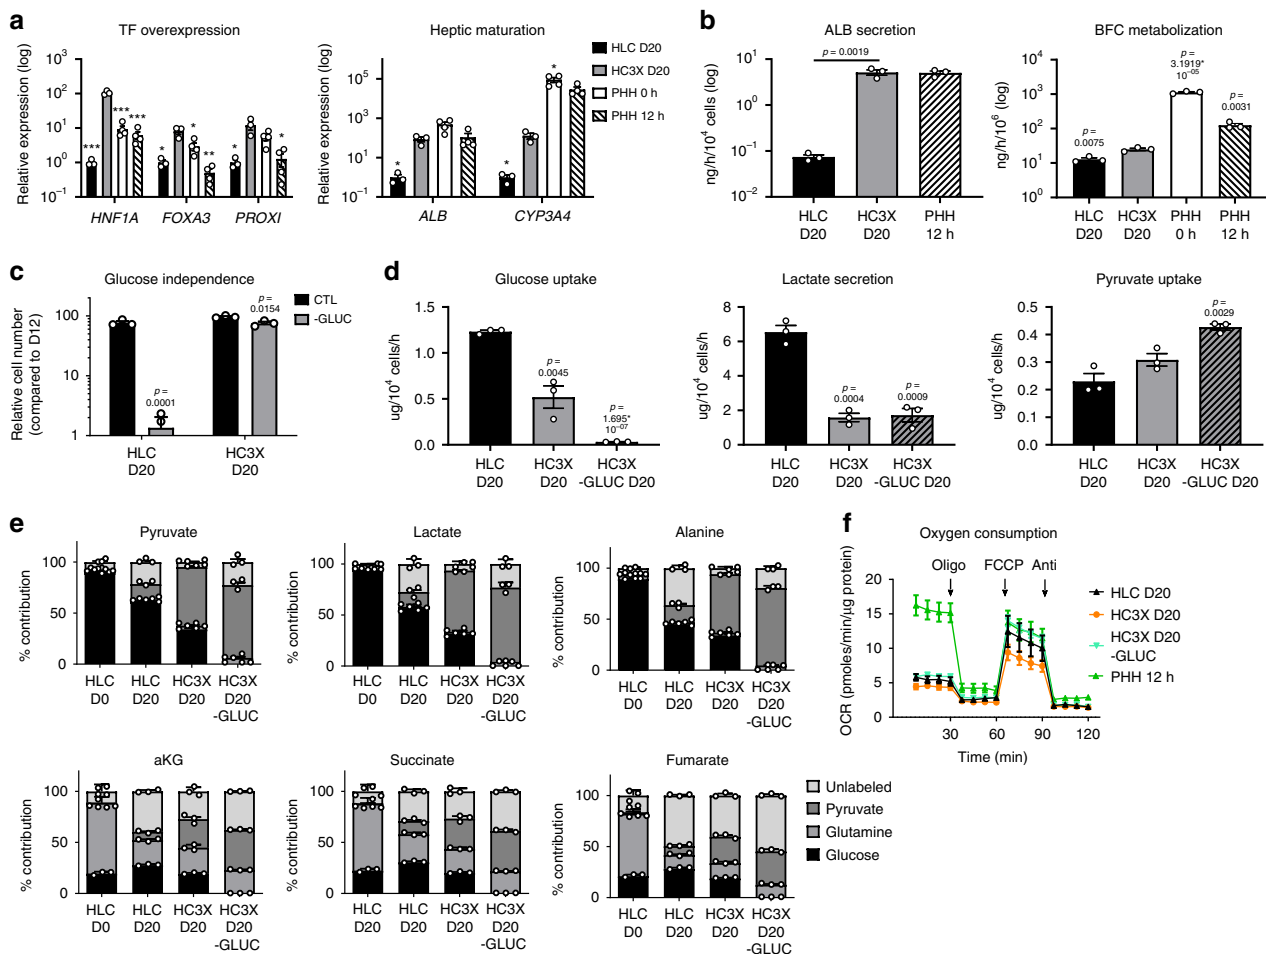 a
TF overexpression
Relative expression (log)
10³
10²
10¹
10⁰
10⁻¹
***
***
***
*
*
**
*
*
HNF1A
FOXA3
PROXI
Heptic maturation
Relative expression (log)
10⁵
10³
10¹
10⁻¹
*
*
*
ALB
CYP3A4
HLC D20
HC3X D20
PHH 0 h
PHH 12 h
b
ALB secretion
ng/h/10⁴ cells (log)
10²
10¹
10⁰
10⁻¹
10⁻²
p = 0.0019
HLC D20
HC3X D20
PHH 12 h
BFC metabolization
ng/h/10⁶ (log)
10⁴
10³
10²
10¹
10⁰
p = 0.0075
p = 3.1919* 10⁻⁰⁵
p = 0.0031
HLC D20
HC3X D20
PHH 0 h
PHH 12 h
c
Glucose independence
Relative cell number
(compared to D12)
100
10
1
p = 0.0001
p = 0.0154
HLC D20
HC3X D20
CTL
-GLUC
d
Glucose uptake
ug/10⁴ cells/h
1.5
1.0
0.5
0.0
p = 0.0045
p = 1.695* 10⁻⁰⁷
HLC D20
HC3X D20
HC3X -GLUC D20
Lactate secretion
ug/10⁴ cells/h
8
6
4
2
0
p = 0.0004
p = 0.0009
HLC D20
HC3X D20
HC3X -GLUC D20
Pyruvate uptake
ug/10⁴ cells/h
0.5
0.4
0.3
0.2
0.1
0.0
p = 0.0029
HLC D20
HC3X D20
HC3X -GLUC D20
e
Pyruvate
% contribution
100
50
0
HLC D0
HLC D20
HC3X D20
HC3X D20 -GLUC
Lactate
% contribution
100
50
0
HLC D20
HLC D20
HC3X D20
HC3X D20 -GLUC
Alanine
% contribution
100
50
0
HLC D0
HLC D20
HC3X D20
HC3X D20 -GLUC
f
Oxygen consumption
OCR (pmoles/min/µg protein)
20
15
10
5
0
Oligo
FCCP
Anti
30
60
90
120
Time (min)
HLC D20
HC3X D20
HC3X D20
-GLUC
PHH 12 h
aKG
% contribution
100
50
0
HLC D0
HLC D20
HC3X D20
HC3X D20 -GLUC
Succinate
% contribution
100
50
0
HLC D20
HLC D20
HC3X D20
HC3X D20 -GLUC
Fumarate
% contribution
100
50
0
HLC D0
HLC D20
HC3X D20
HC3X D20 -GLUC
Unlabeled
Pyruvate
Glutamine
Glucose